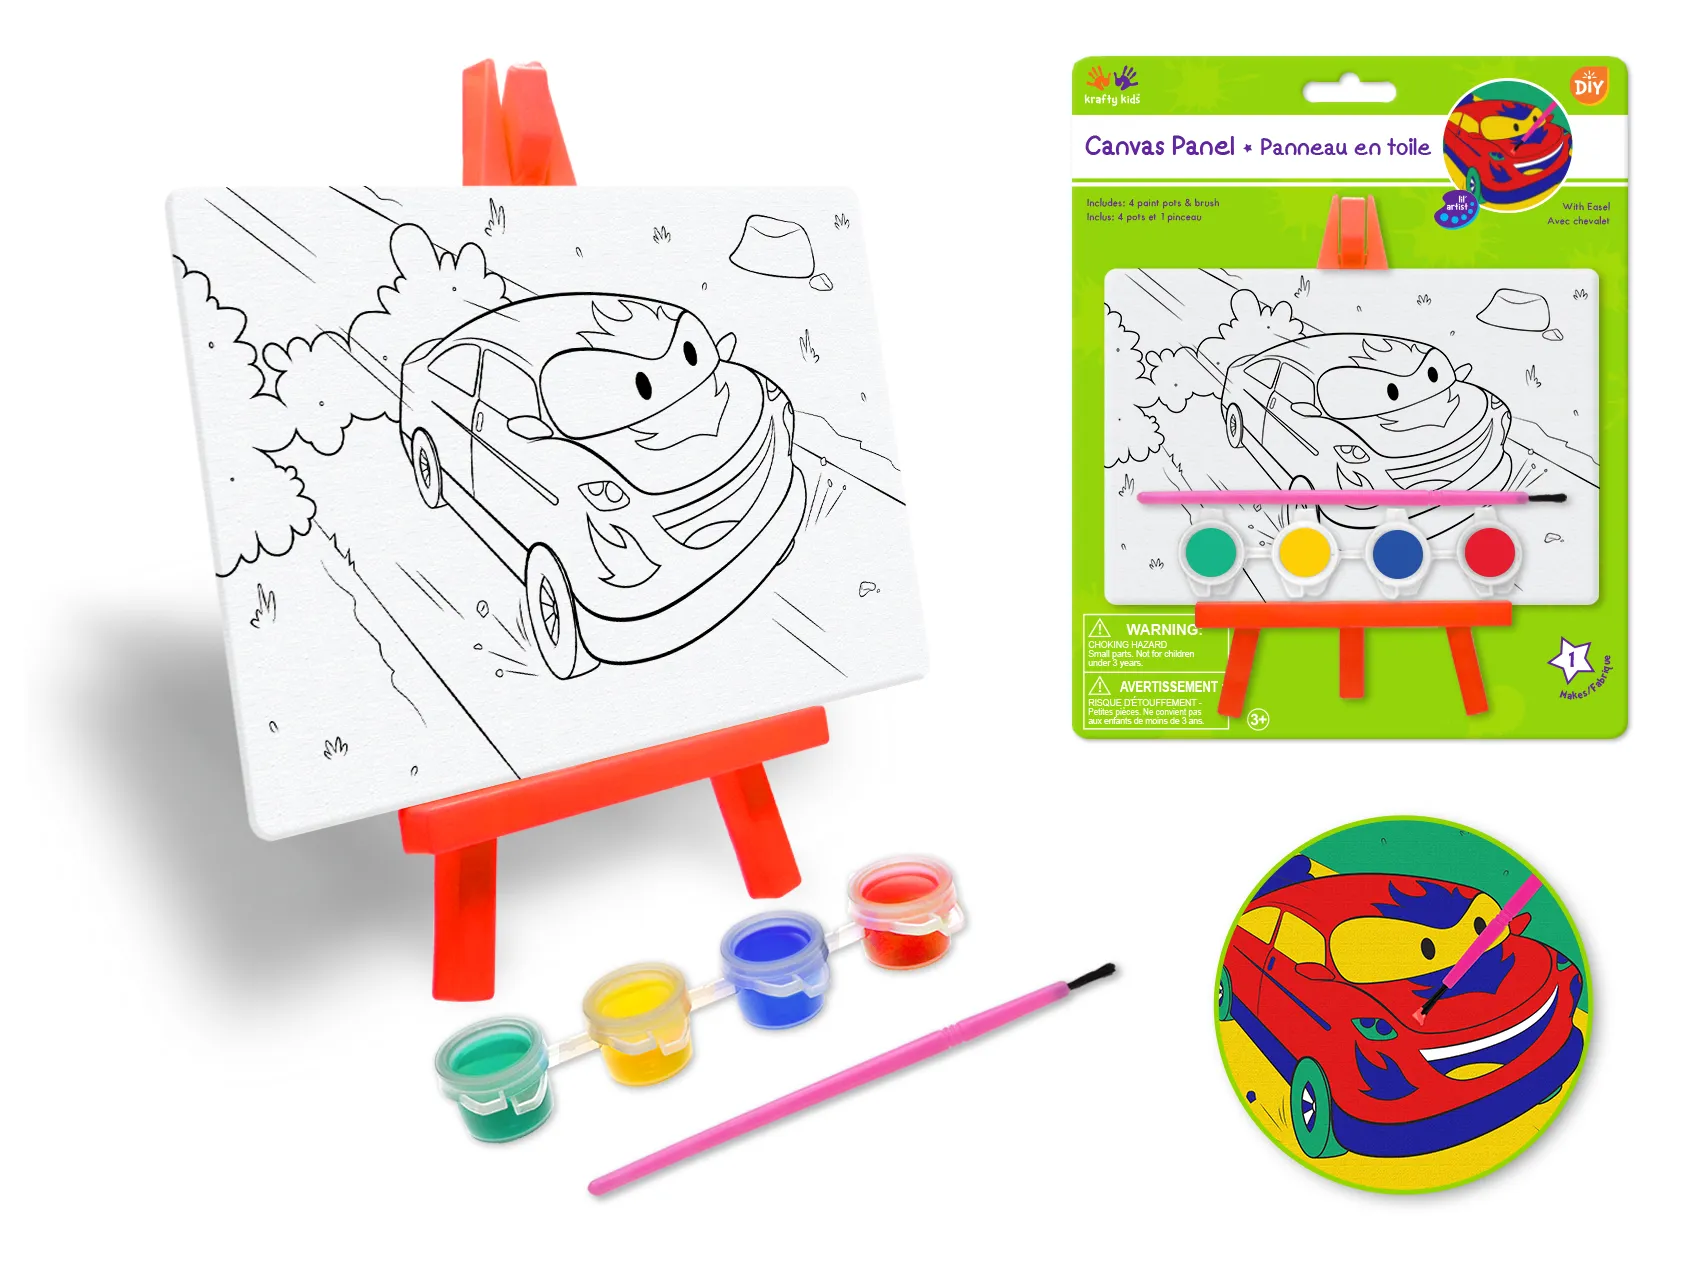 krafty kids
DIY
Canvas Panel ★ Panneau en toile
Includes: 4 paint pots & brush
Inclus: 4 pots et 1 pinceau
lil' artist
With Easel
Avec chevalet
WARNING:
CHOKING HAZARD
Small parts. Not for children
under 3 years.
AVERTISSEMENT
RISQUE D'ÉTOUFFEMENT -
Petites pièces. Ne convient pas
aux enfants de moins de 3 ans.
3+
1
Makes/Fabrique